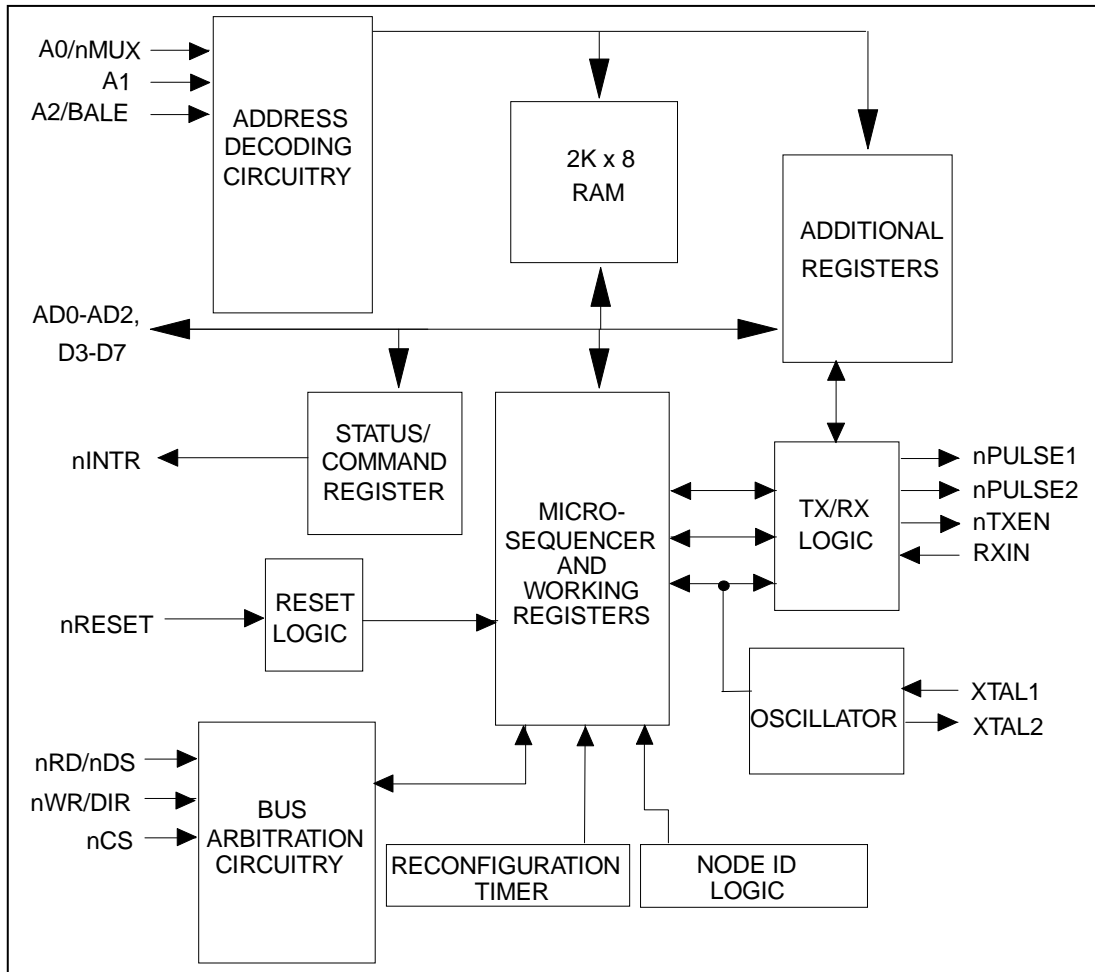 A0/nMUX
A1
A2/BALE
ADDRESS
DECODING
CIRCUITRY
2K x 8
RAM
ADDITIONAL
REGISTERS
AD0-AD2,
D3-D7
nINTR
STATUS/
COMMAND
REGISTER
MICRO-
SEQUENCER
AND
WORKING
REGISTERS
TX/RX
LOGIC
nPULSE1
nPULSE2
nTXEN
RXIN
nRESET
RESET
LOGIC
OSCILLATOR
XTAL1
XTAL2
nRD/nDS
nWR/DIR
nCS
BUS
ARBITRATION
CIRCUITRY
RECONFIGURATION
TIMER
NODE ID
LOGIC